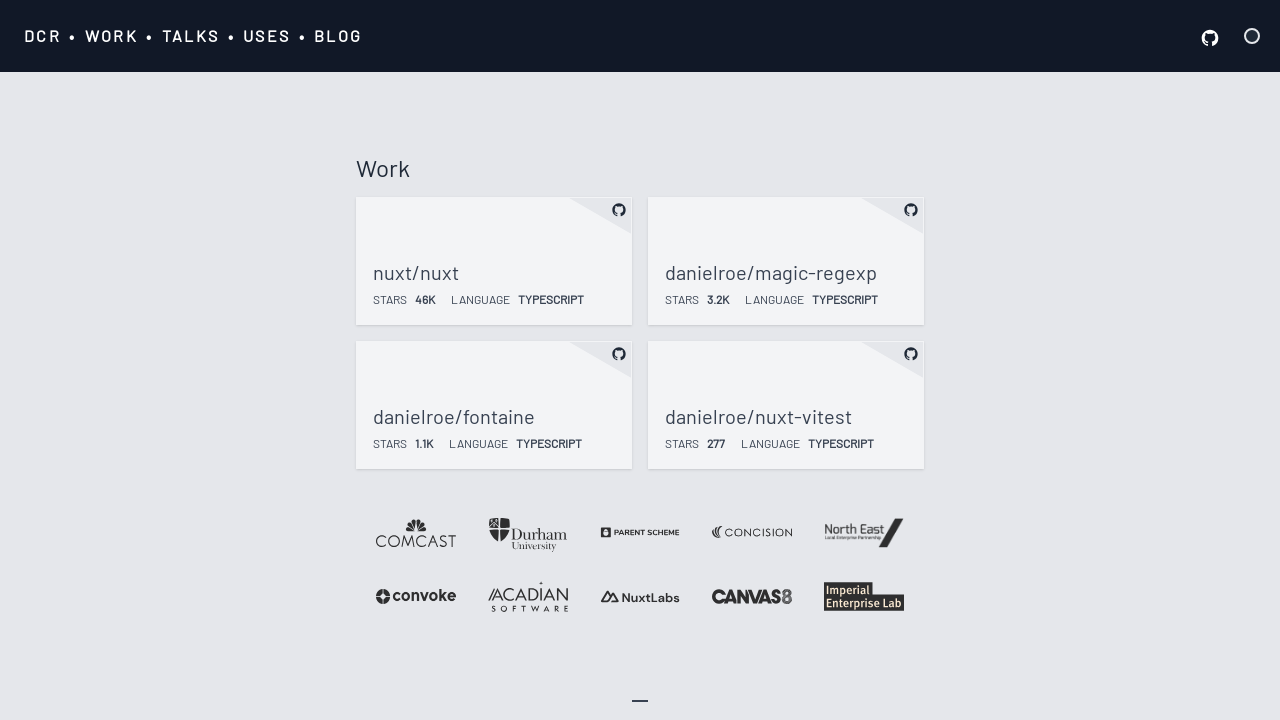 DCR • WORK • TALKS • USES • BLOG
Work
nuxt/nuxt
STARS 46K LANGUAGE TYPESCRIPT
danielroe/magic-regexp
STARS 3.2K LANGUAGE TYPESCRIPT
danielroe/fontaine
STARS 1.1K LANGUAGE TYPESCRIPT
danielroe/nuxt-vitest
STARS 277 LANGUAGE TYPESCRIPT
COMCAST
Durham
University
PARENT SCHEME
CONCISION
North East
Local Enterprise Partnership
convoke
ACADIAN
SOFTWARE
NuxtLabs
CANVAS8
Imperial
Enterprise Lab